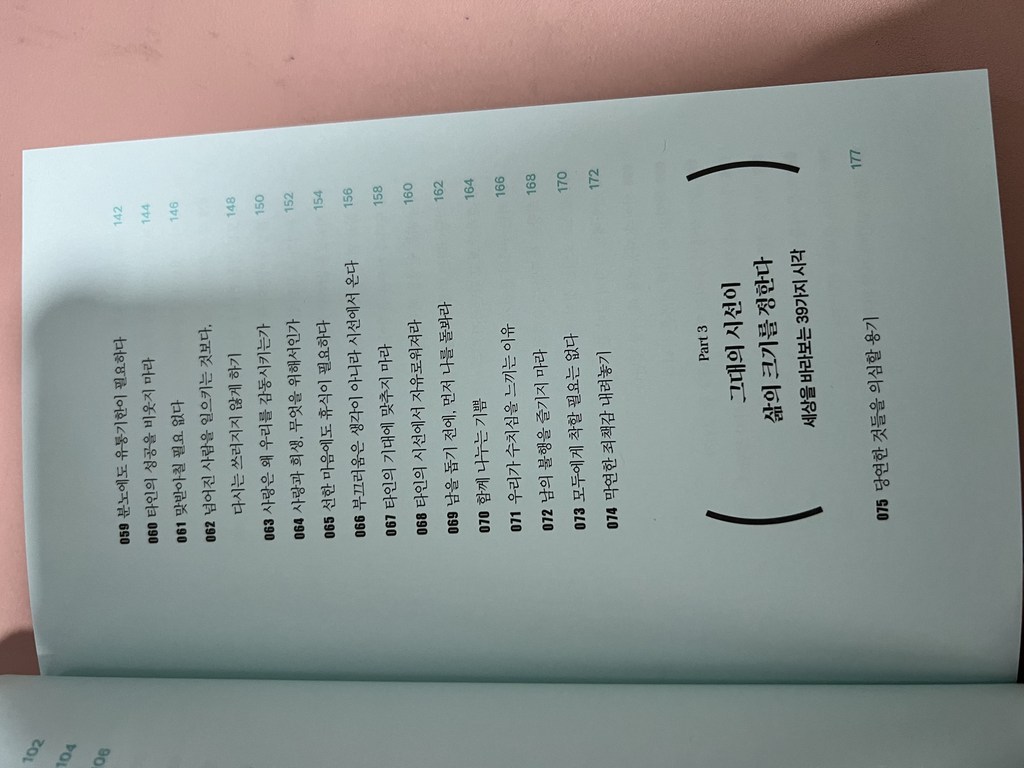 102
104
106
059 분노에도 유통기한이 필요하다 142
060 타인의 성공을 비웃지 마라 144
061 맞받아칠 필요 없다 146
062 넘어진 사람을 일으키는 것보다,
다시는 쓰러지지 않게 하기 148
063 사랑은 왜 우리를 감동시키는가 150
064 사랑과 희생, 무엇을 위해서인가 152
065 선한 마음에도 휴식이 필요하다 154
066 부끄러움은 생각이 아니라 시선에서 온다 156
067 타인의 기대에 맞추지 마라 158
068 타인의 시선에서 자유로워져라 160
069 남을 돕기 전에, 먼저 나를 돌봐라 162
070 함께 나누는 기쁨 164
071 우리가 수치심을 느끼는 이유 166
072 남의 불행을 즐기지 마라 168
073 모두에게 착할 필요는 없다 170
074 막연한 죄책감 내려놓기 172
Part 3
그대의 시선이
삶의 크기를 정한다
세상을 바라보는 39가지 시각
075 당연한 것들을 의심할 용기 177